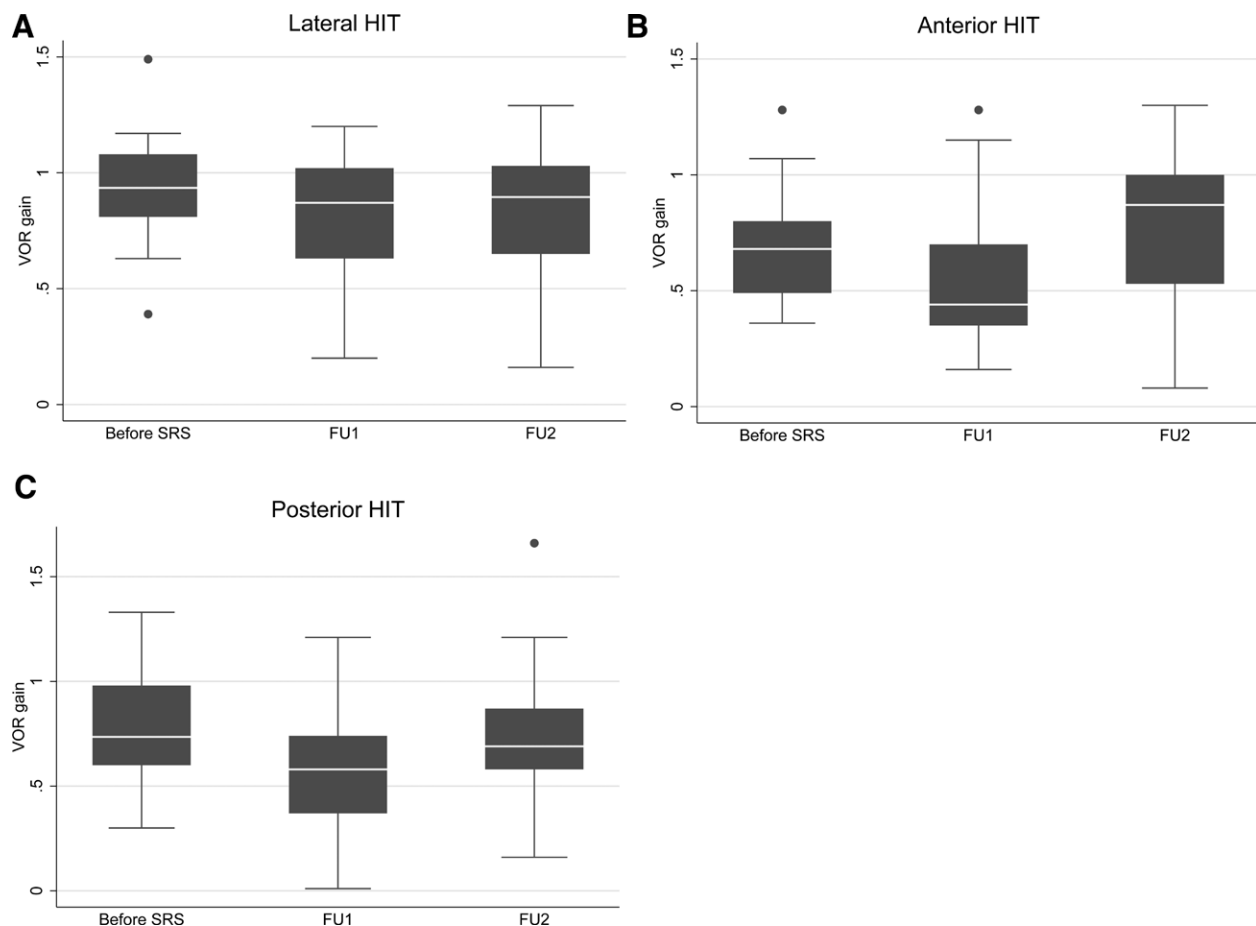 A
Lateral HIT
VOR gain
1.5
1
.5
0
Before SRS FU1 FU2
B
Anterior HIT
VOR gain
1.5
1
.5
0
Before SRS FU1 FU2
C
Posterior HIT
VOR gain
1.5
1
.5
0
Before SRS FU1 FU2